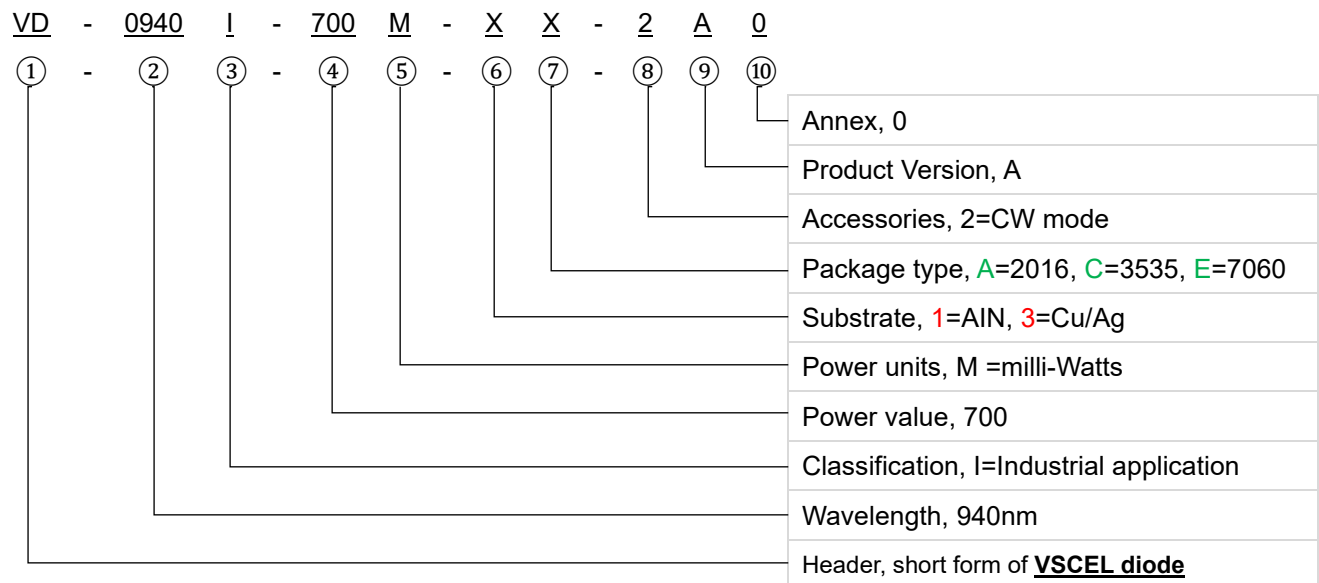 VD - 0940 I - 700 M - X X - 2 A 0
① - ② ③ - ④ ⑤ - ⑥ ⑦ - ⑧ ⑨ ⑩
Annex, 0
Product Version, A
Accessories, 2=CW mode
Package type, A=2016, C=3535, E=7060
Substrate, 1=AIN, 3=Cu/Ag
Power units, M =milli-Watts
Power value, 700
Classification, I=Industrial application
Wavelength, 940nm
Header, short form of VSCEL diode